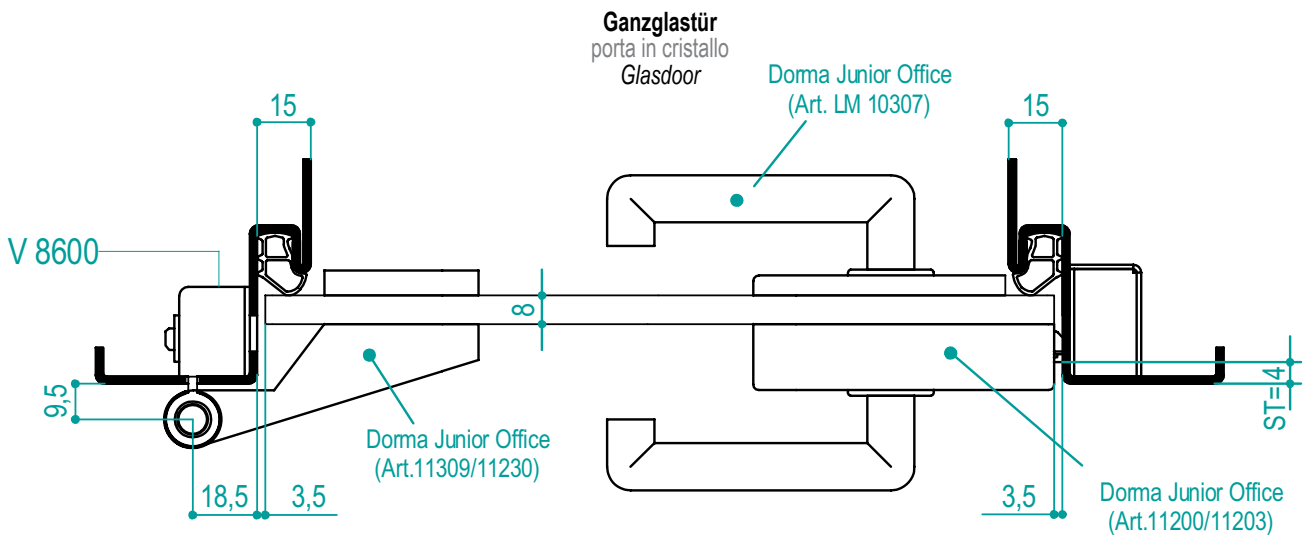 Ganzglastür
porta in cristallo
Glasdoor
Dorma Junior Office
(Art. LM 10307)
15
15
V 8600
8
9,5
ST=4
Dorma Junior Office
(Art.11309/11230)
18,5
3,5
3,5
Dorma Junior Office
(Art.11200/11203)